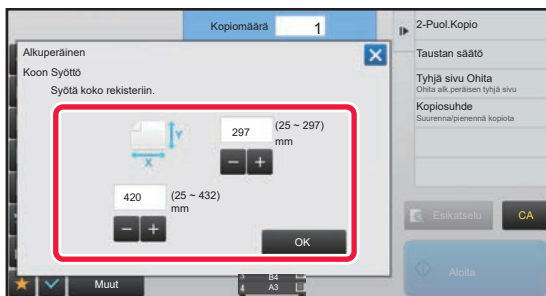 Kopiomäärä 1
2-Puol.Kopio
Alkuperäinen
Taustan säätö
Koon Syöttö
Syötä koko rekisteriin.
Tyhjä sivu Ohita
Ohita alk.peräisen tyhjä sivu
Kopiosuhde
Suurenna/pienennä kopiota
Y
X
297
(25 ~ 297)
mm
420
(25 ~ 432)
mm
OK
Esikatselu
CA
Muut
3 B4
4 A3
Aloita